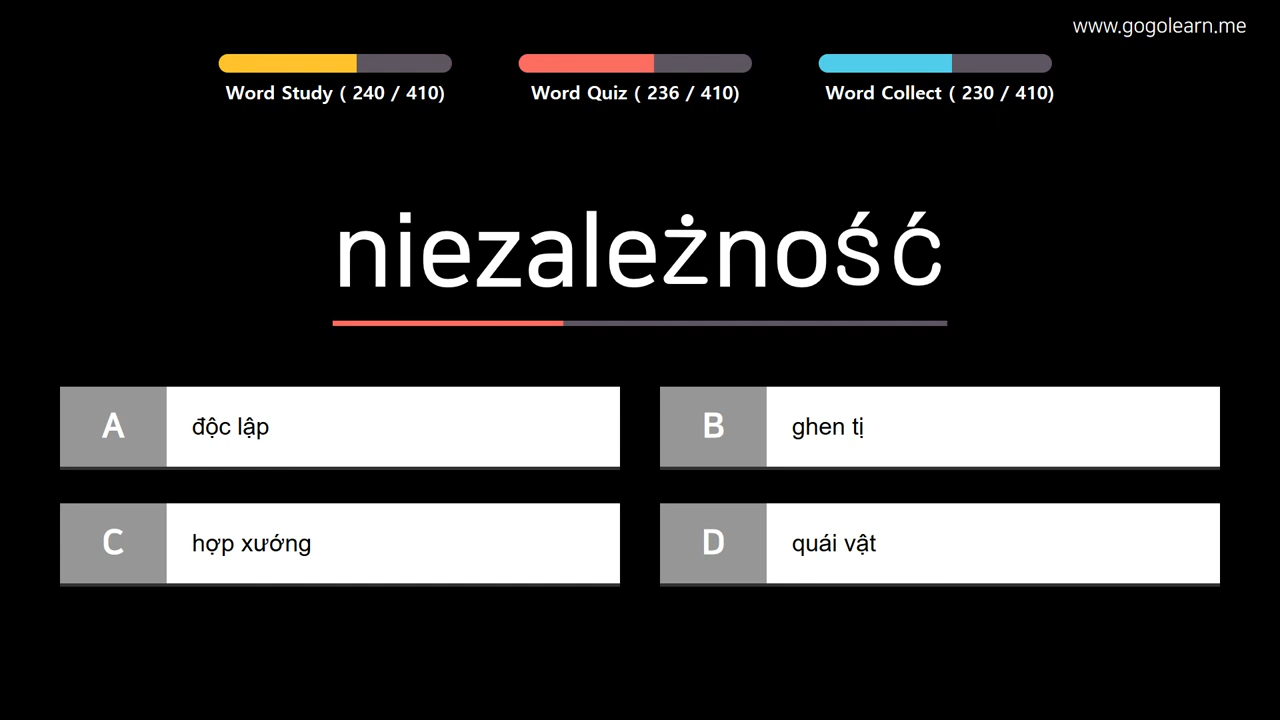 www.gogolearn.me
Word Study ( 240 / 410)
Word Quiz ( 236 / 410)
Word Collect ( 230 / 410)
niezależność
A
độc lập
B
ghen tị
C
hợp xướng
D
quái vật